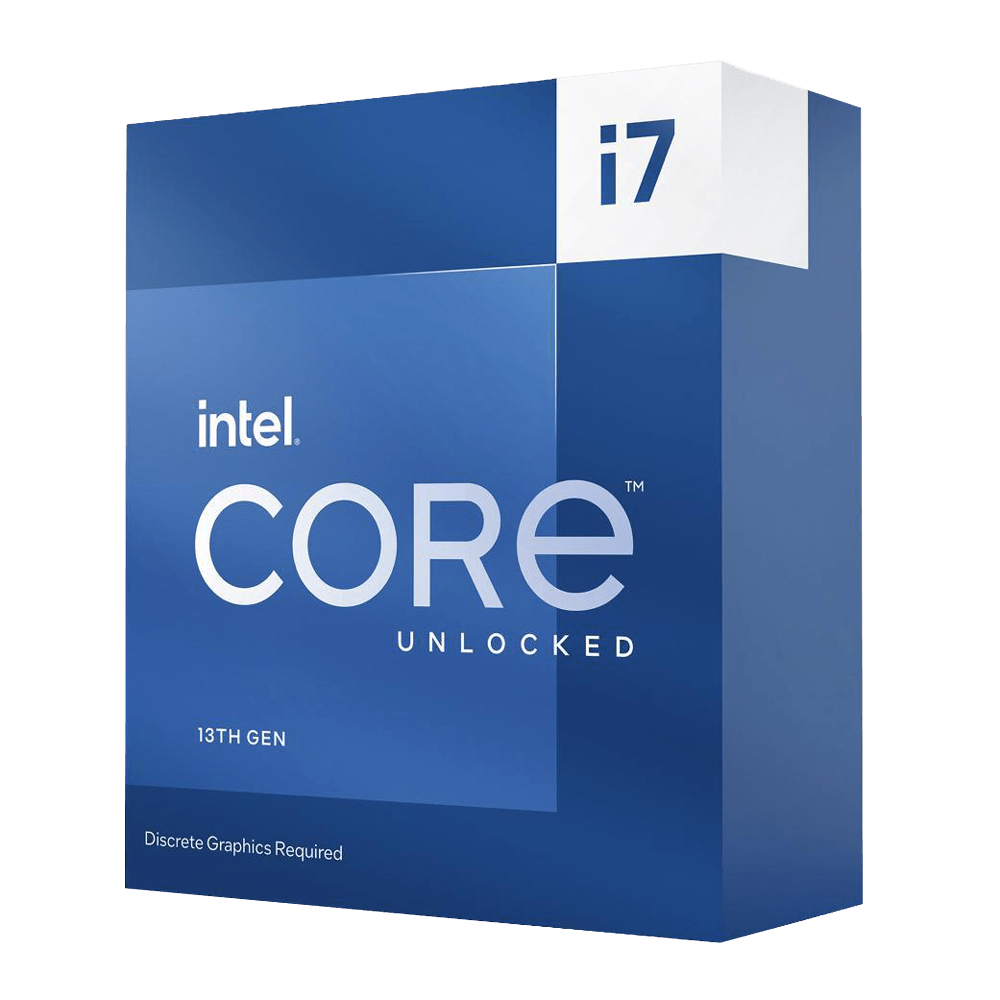 i7
intel®
CORE™
UNLOCKED
13TH GEN
Discrete Graphics Required